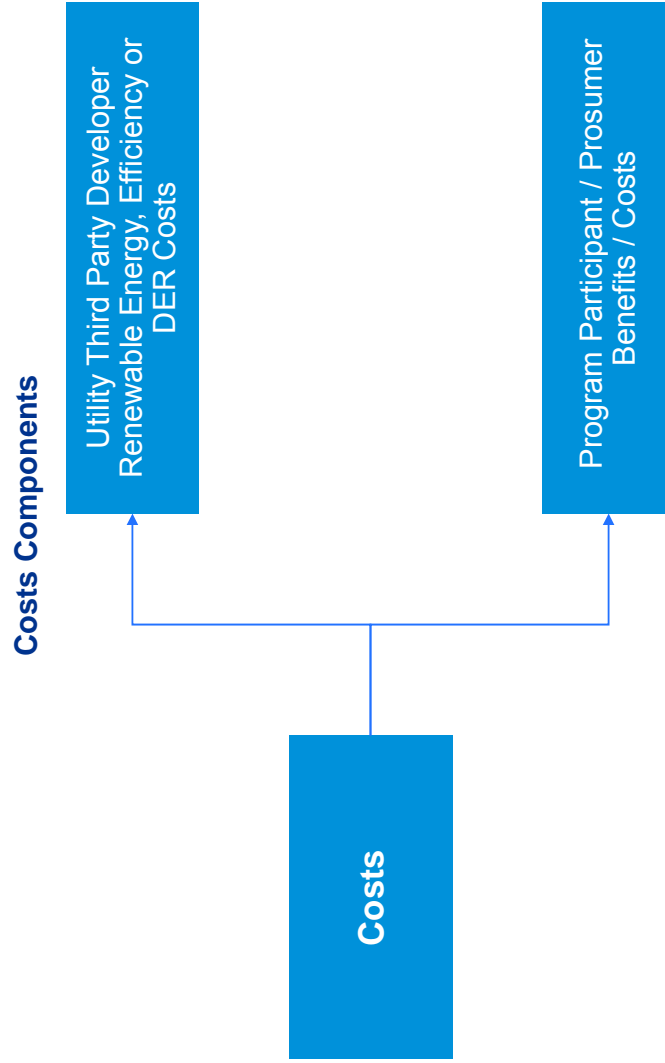 Costs Components
Costs
Utility Third Party Developer
Renewable Energy, Efficiency or
DER Costs
Program Participant / Prosumer
Benefits / Costs